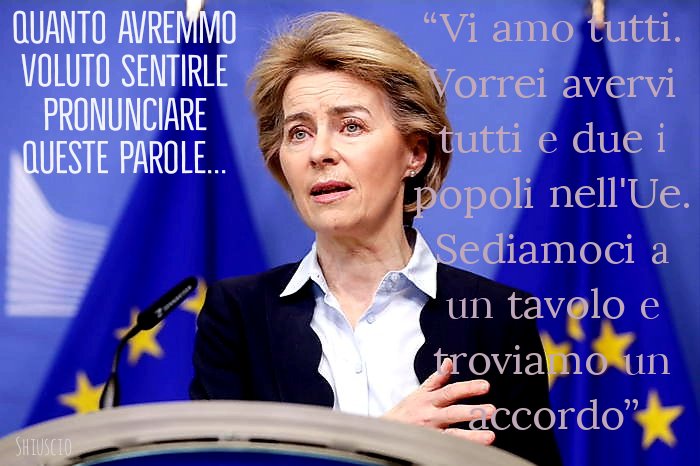 QUANTO AVREMMO
VOLUTO SENTIRLE
PRONUNCIARE
QUESTE PAROLE...
“Vi amo tutti.
Vorrei avervi
tutti e due i
popoli nell'Ue.
Sediamoci a
un tavolo e
troviamo un
accordo”
Shiuscio